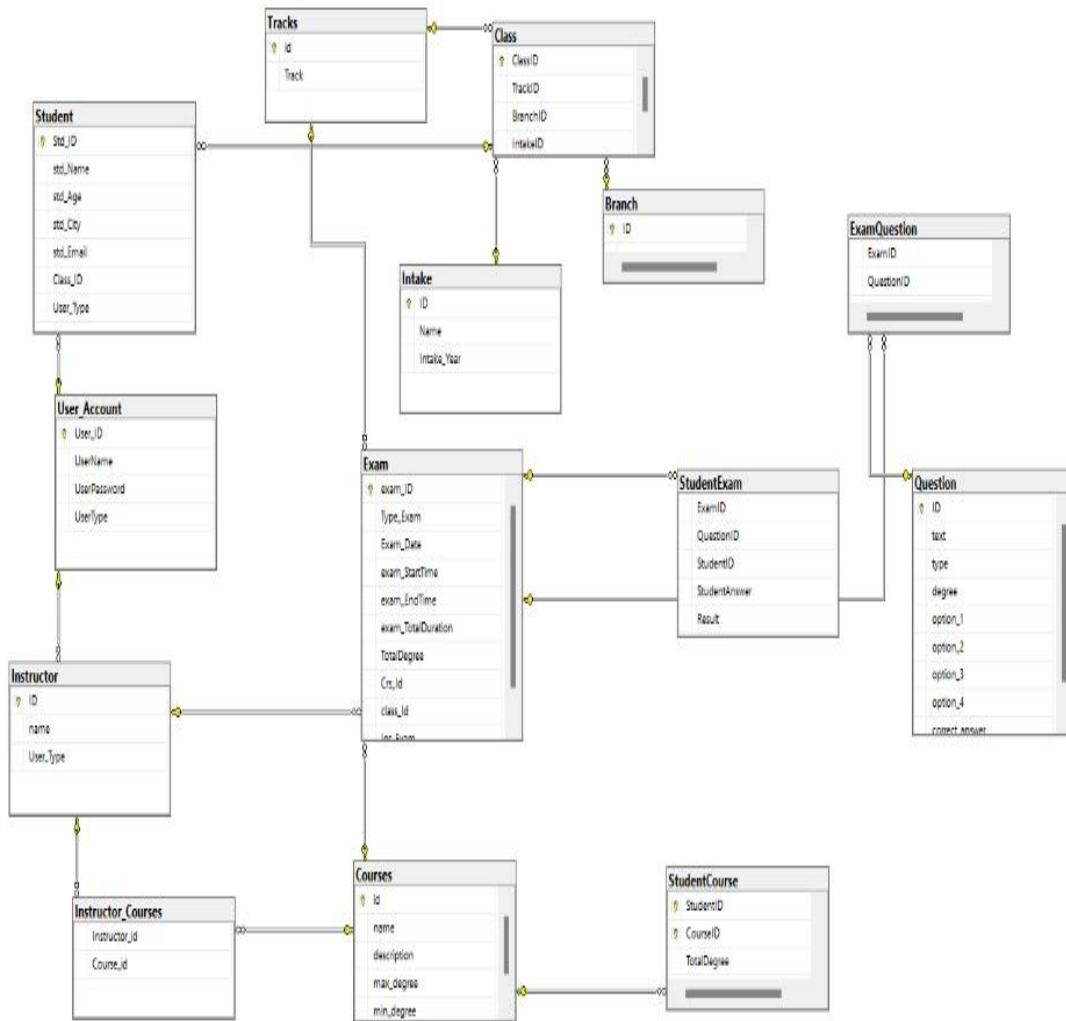 Tracks
Id
Track
Class
ClassID
TrackID
BranchID
IntakeID
Student
Std_ID
std_Name
std_Age
std_City
std_Email
Class_ID
User_Type
Branch
ID
ExamQuestion
ExamID
QuestionID
Intake
ID
Name
Intake_Year
User_Account
User_ID
UserName
UserPassword
UserType
Exam
exam_ID
Type_Exam
Exam_Date
exam_StartTime
exam_EndTime
exam_TotalDuration
TotalDegree
Crs_Id
class_Id
Ins_Exam
StudentExam
ExamID
QuestionID
StudentID
StudentAnswer
Result
Question
ID
text
type
degree
option_1
option_2
option_3
option_4
correct_answer
Instructor
ID
name
User_Type
Instructor_Courses
Instructor_id
Course_id
Courses
id
name
description
max_degree
min_degree
StudentCourse
StudentID
CourseID
TotalDegree